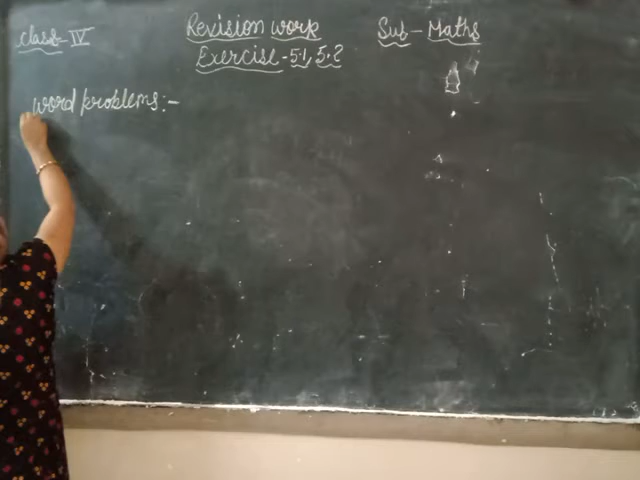 Class-IV Revision work Sub-Maths
Exercise-5.1, 5.2
word problems:-